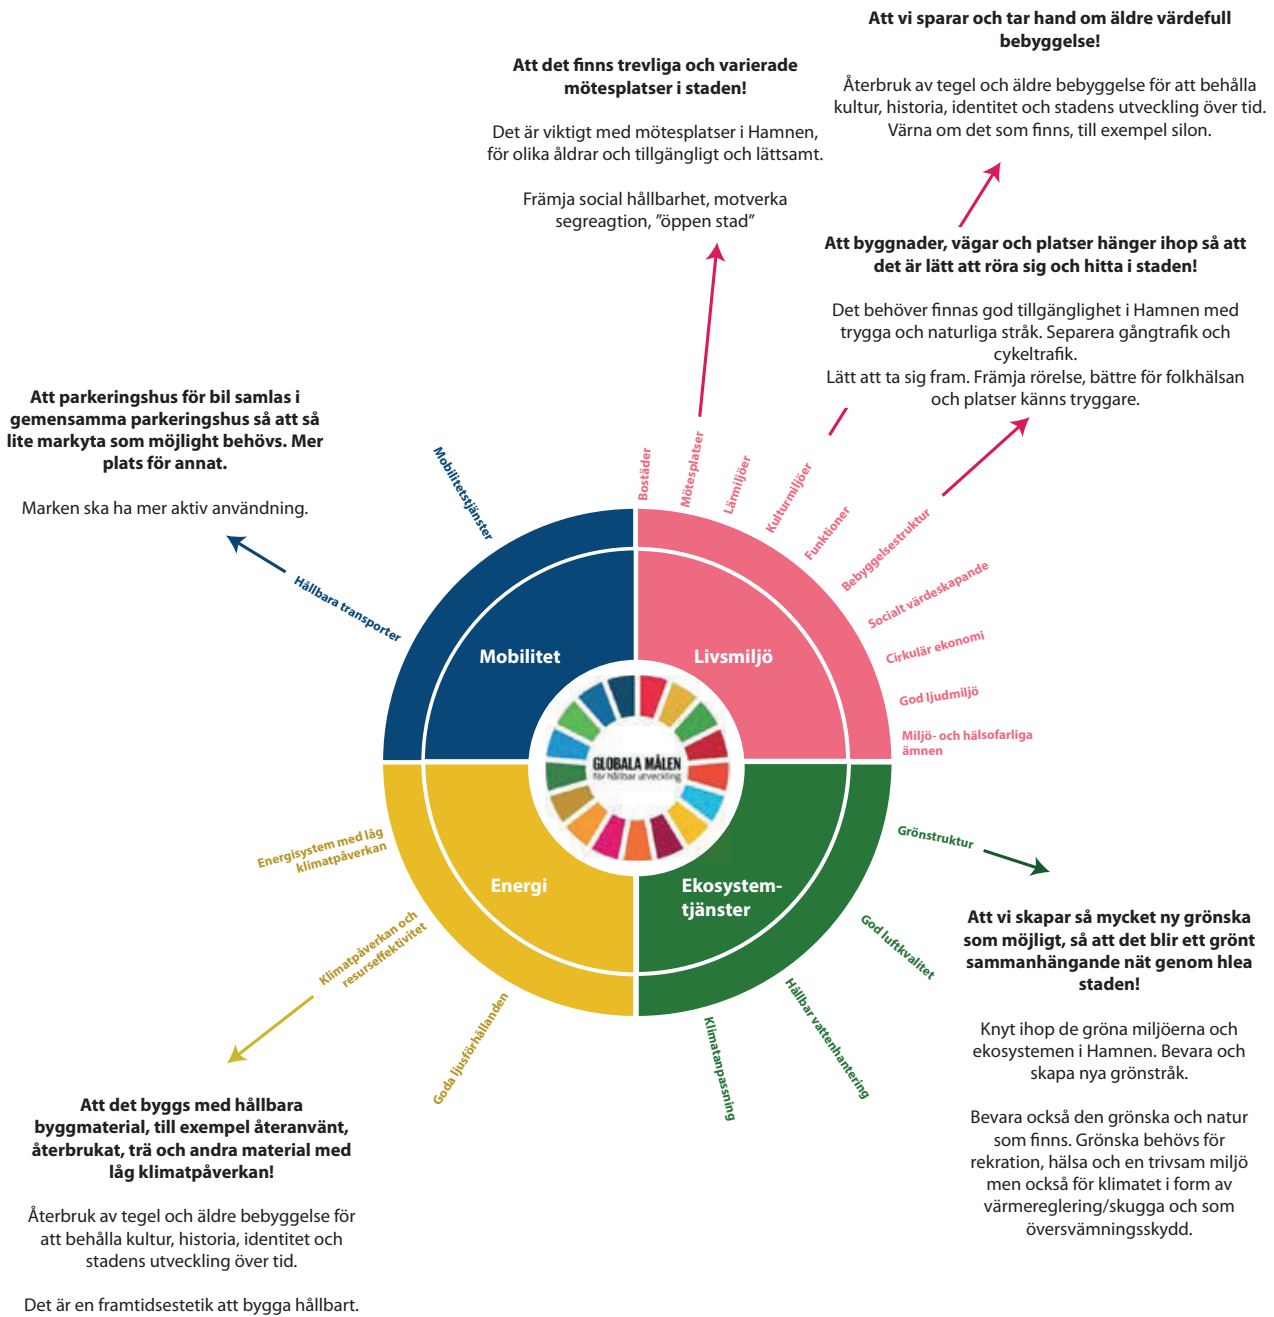 Att vi sparar och tar hand om äldre värdefull
bebyggelse!
Återbruk av tegel och äldre bebyggelse för att behålla
kultur, historia, identitet och stadens utveckling över tid.
Värna om det som finns, till exempel silon.
Att det finns trevliga och varierade
mötesplatser i staden!
Det är viktigt med mötesplatser i Hamnen,
för olika åldrar och tillgängligt och lättsamt.
Främja social hållbarhet, motverka
segreagtion, ”öppen stad”
Att byggnader, vägar och platser hänger ihop så att
det är lätt att röra sig och hitta i staden!
Det behöver finnas god tillgänglighet i Hamnen med
trygga och naturliga stråk. Separera gångtrafik och
cykeltrafik.
Lätt att ta sig fram. Främja rörelse, bättre för folkhälsan
och platser känns tryggare.
Att parkeringshus för bil samlas i
gemensamma parkeringshus så att så
lite markyta som möjlight behövs. Mer
plats för annat.
Marken ska ha mer aktiv användning.
Mobilitetstjänster
Hållbara transporter
Bostäder
Mötesplatser
Lärmiljöer
Kulturmiljöer
Funktioner
Bebyggelsestruktur
Socialt värdeskapande
Cirkulär ekonomi
God ljudmiljö
Miljö- och hälsofarliga
ämnen
Mobilitet
Livsmiljö
GLOBALA MÅLEN
för hållbar utveckling
Energi
Ekosystem-
tjänster
Energisystem med låg
klimatpåverkan
Klimatpåverkan och
resurseffektivitet
Goda ljusförhållanden
Klimatanpassning
Hållbar vattenhantering
God luftkvalitet
Grönstruktur
Att vi skapar så mycket ny grönska
som möjligt, så att det blir ett grönt
sammanhängande nät genom hlea
staden!
Knyt ihop de gröna miljöerna och
ekosystemen i Hamnen. Bevara och
skapa nya grönstråk.
Bevara också den grönska och natur
som finns. Grönska behövs för
rekration, hälsa och en trivsam miljö
men också för klimatet i form av
värmereglering/skugga och som
översvämningsskydd.
Att det byggs med hållbara
byggmaterial, till exempel återanvänt,
återbrukat, trä och andra material med
låg klimatpåverkan!
Återbruk av tegel och äldre bebyggelse för
att behålla kultur, historia, identitet och
stadens utveckling över tid.
Det är en framtidsestetik att bygga hållbart.